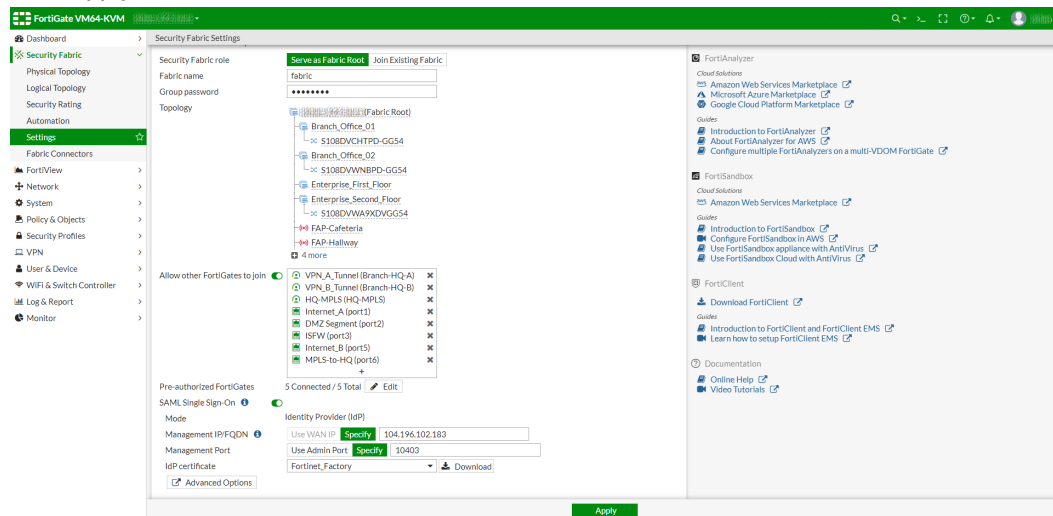 FortiGate VM64-KVM
Dashboard
Security Fabric
Physical Topology
Logical Topology
Security Rating
Automation
Settings
Fabric Connectors
FortiView
Network
System
Policy & Objects
Security Profiles
VPN
User & Device
WiFi & Switch Controller
Log & Report
Monitor
Security Fabric Settings
Security Fabric role Serve as Fabric Root Join Existing Fabric
Fabric name fabric
Group password ••••••••
Topology
(Fabric Root)
Branch_Office_01
S108DVCHTPD-GG54
Branch_Office_02
S108DVWNBPD-GG54
Enterprise_First_Floor
Enterprise_Second_Floor
S108DVWA9XDVGG54
FAP-Cafeteria
FAP-Hallway
4 more
Allow other FortiGates to join
VPN_A_Tunnel (Branch-HQ-A)
VPN_B_Tunnel (Branch-HQ-B)
HQ-MPLS (HQ-MPLS)
Internet_A (port1)
DMZ Segment (port2)
ISFW (port3)
Internet_B (port5)
MPLS-to-HQ (port6)
+
Pre-authorized FortiGates 5 Connected / 5 Total Edit
SAML Single Sign-On
Mode Identity Provider (IdP)
Management IP/FQDN Use WAN IP Specify 104.196.102.183
Management Port Use Admin Port Specify 10403
IdP certificate Fortinet_Factory Download
Advanced Options
Apply
FortiAnalyzer
Cloud Solutions
Amazon Web Services Marketplace
Microsoft Azure Marketplace
Google Cloud Platform Marketplace
Guides
Introduction to FortiAnalyzer
About FortiAnalyzer for AWS
Configure multiple FortiAnalyzers on a multi-VDOM FortiGate
FortiSandbox
Cloud Solutions
Amazon Web Services Marketplace
Guides
Introduction to FortiSandbox
Configure FortiSandbox in AWS
Use FortiSandbox appliance with AntiVirus
Use FortiSandbox Cloud with AntiVirus
FortiClient
Download FortiClient
Guides
Introduction to FortiClient and FortiClient EMS
Learn how to setup FortiClient EMS
Documentation
Online Help
Video Tutorials